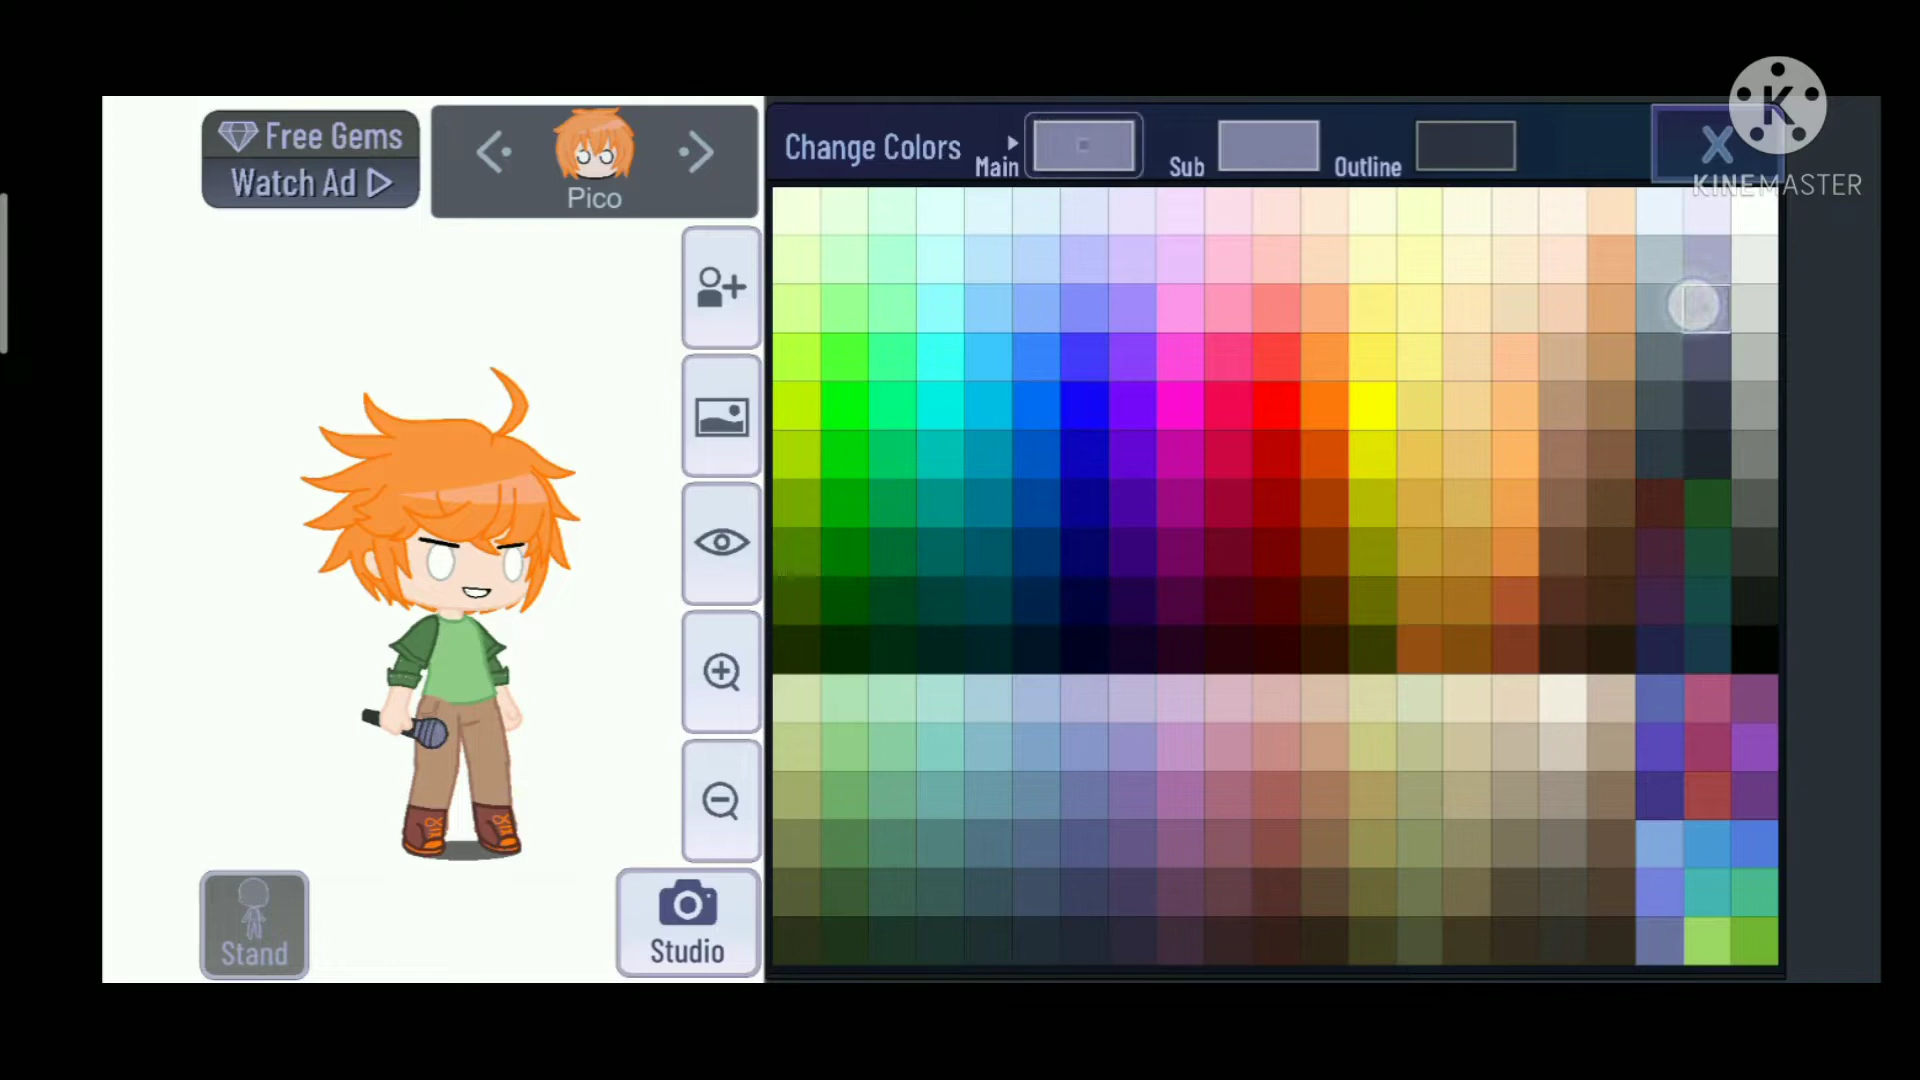 Free Gems
Watch Ad
Pico
Change Colors
Main
Sub
Outline
X
K
KINEMASTER
Stand
Studio